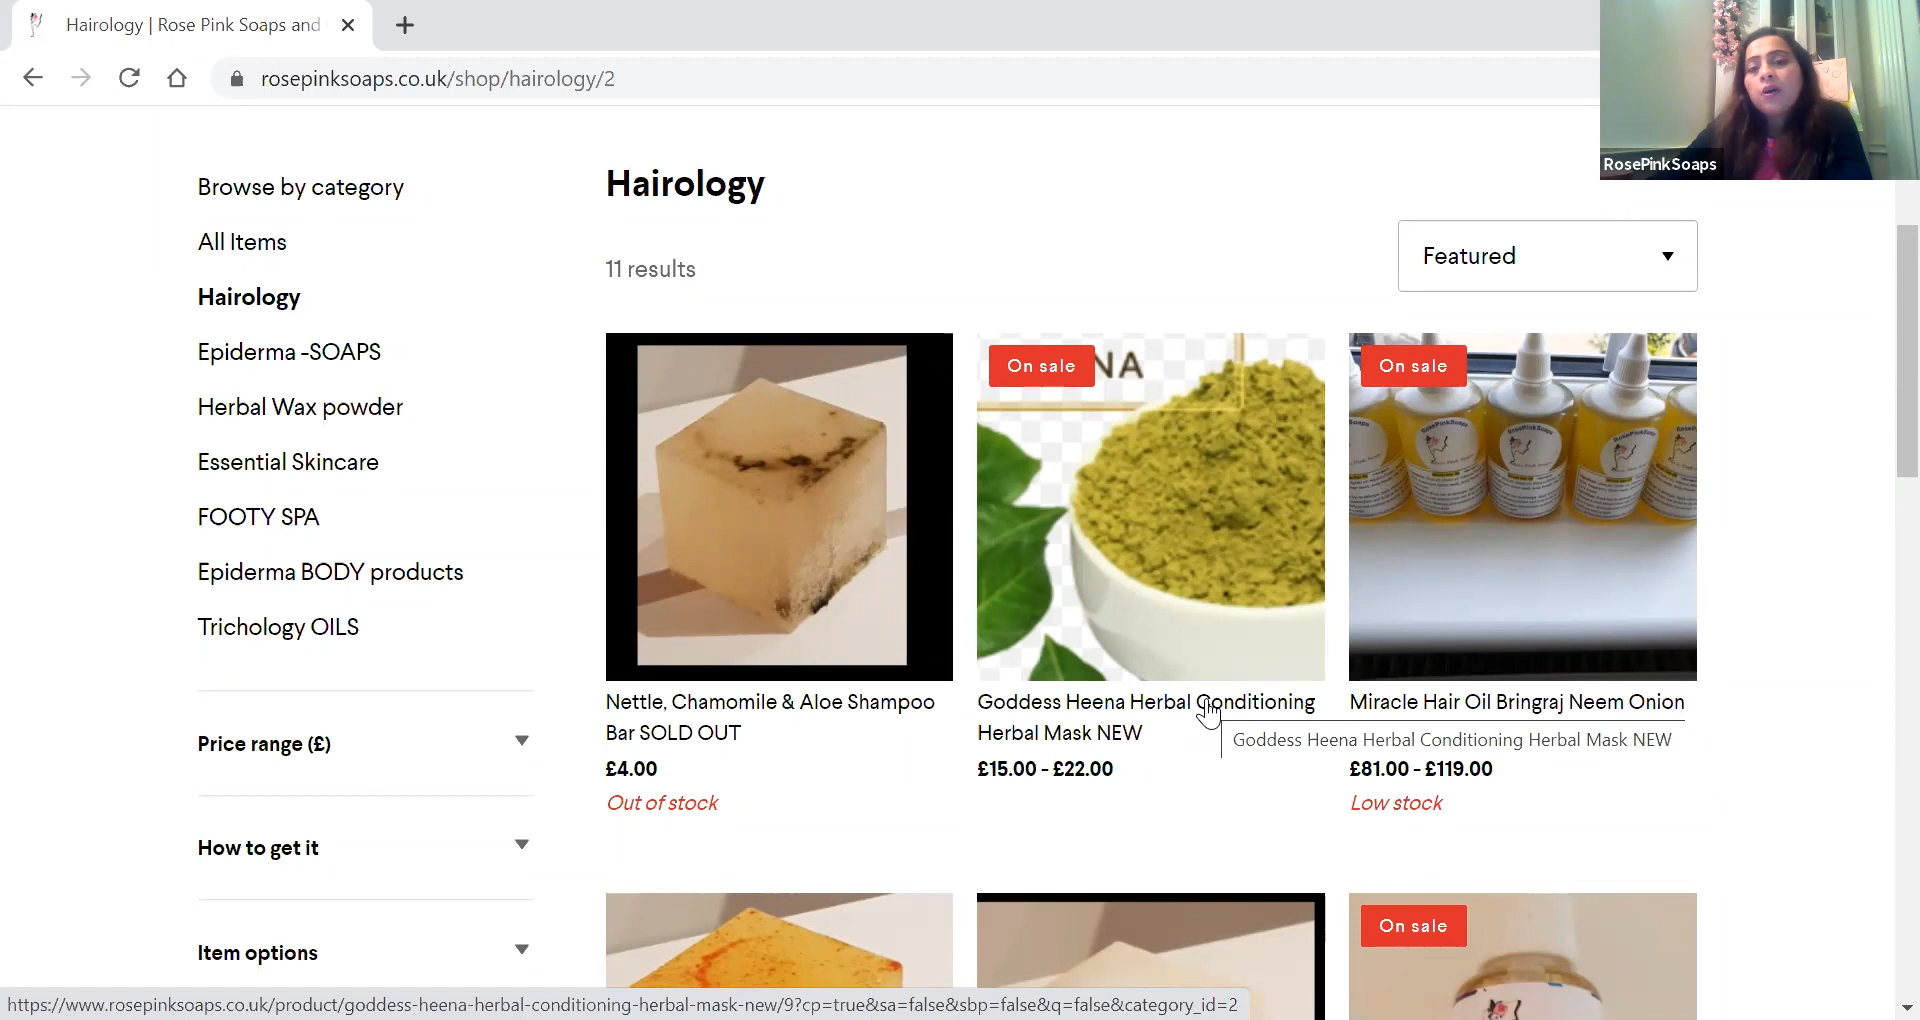 Hairology | Rose Pink Soaps and
rosepinksoaps.co.uk/shop/hairology/2
RosePinkSoaps
Browse by category
All Items
Hairology
Epiderma -SOAPS
Herbal Wax powder
Essential Skincare
FOOTY SPA
Epiderma BODY products
Trichology OILS
Price range (£)
How to get it
Item options
Hairology
11 results
Featured
On sale
NA
On sale
RosePinkSoaps
RosePinkSoaps
Nettle, Chamomile & Aloe Shampoo
Bar SOLD OUT
£4.00
Out of stock
Goddess Heena Herbal Conditioning
Herbal Mask NEW
£15.00 - £22.00
Miracle Hair Oil Bringraj Neem Onion
Goddess Heena Herbal Conditioning Herbal Mask NEW
£81.00 - £119.00
Low stock
On sale
https://www.rosepinksoaps.co.uk/product/goddess-heena-herbal-conditioning-herbal-mask-new/9?cp=true&sa=false&sbp=false&q=false&category_id=2